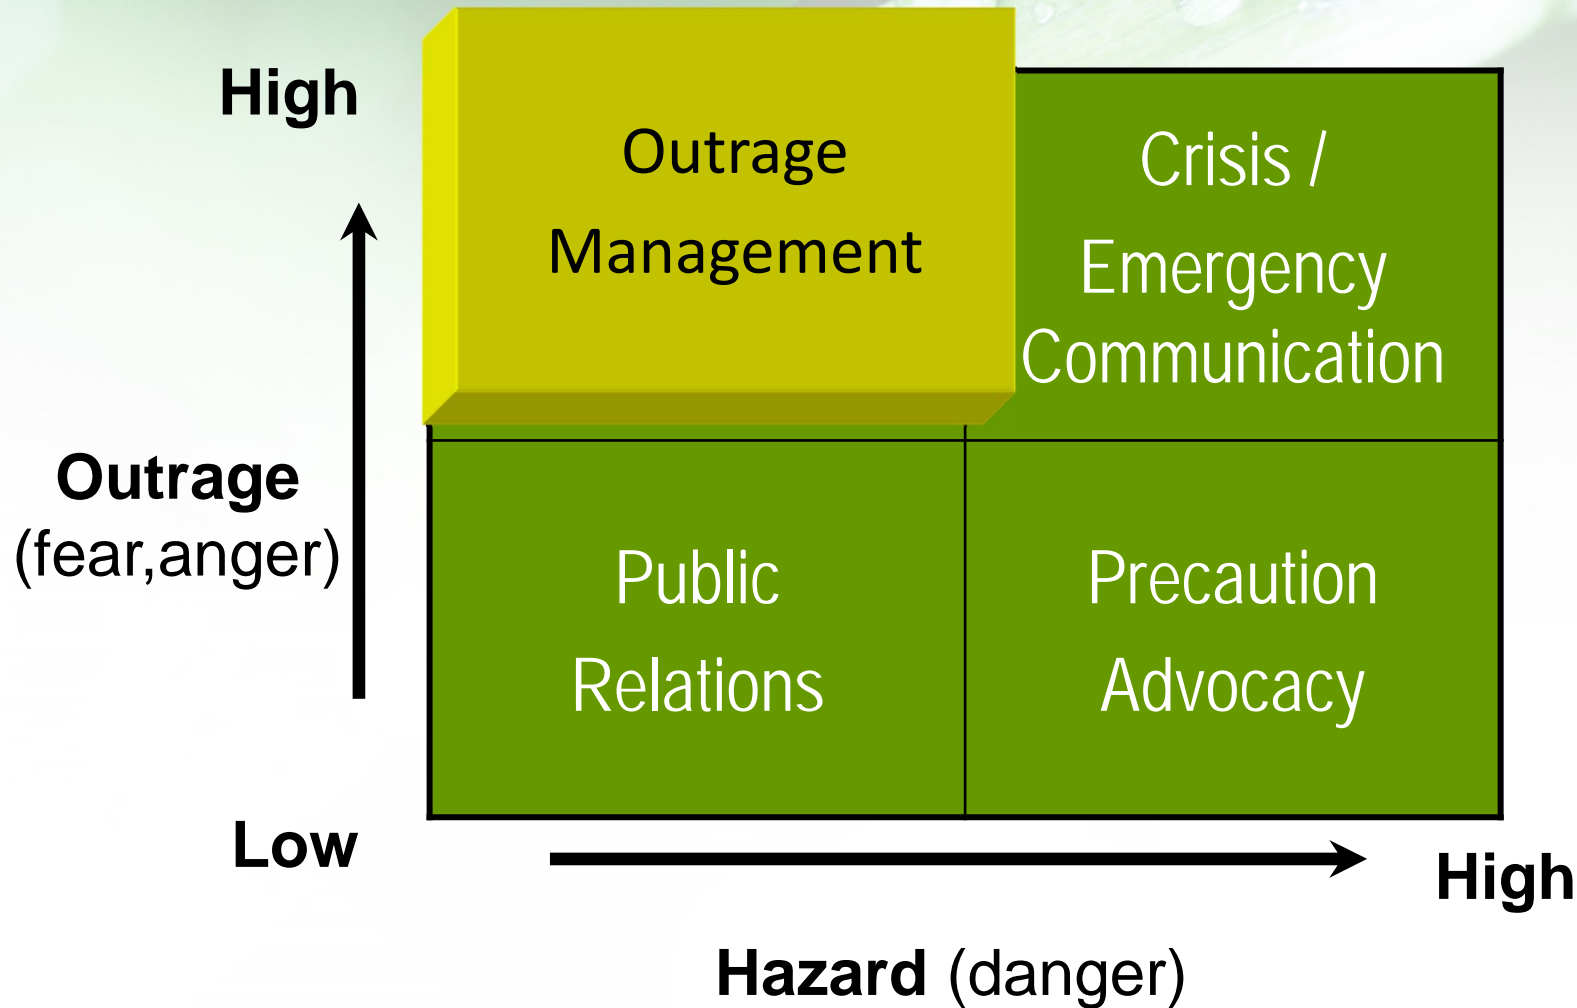 High
Outrage
Management
Crisis /
Emergency
Communication
Outrage
(fear,anger)
Public
Relations
Precaution
Advocacy
Low
High
Hazard (danger)